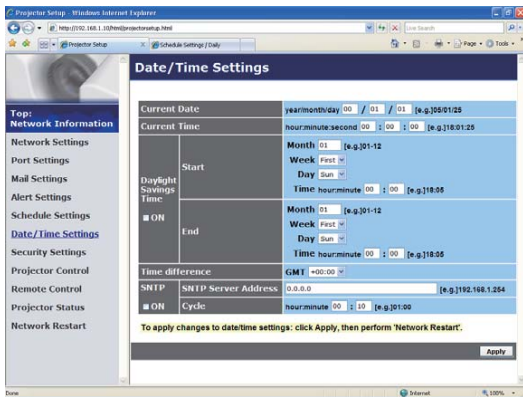 Projector Setup - Windows Internet Explorer
http://192.168.1.10/html/projectorsetup.html
Live Search
Projector Setup
Schedule Settings / Daily
Page
Tools
Date/Time Settings
Top:
Network Information
Network Settings
Port Settings
Mail Settings
Alert Settings
Schedule Settings
Date/Time Settings
Security Settings
Projector Control
Remote Control
Projector Status
Network Restart
Current Date year/month/day 00 / 01 / 01 [e.g.]05/01/25
Current Time hour:minute:second 00 : 00 : 00 [e.g.]18:01:25
Daylight Savings Time
ON
Start
Month 01 [e.g.]01-12
Week First
Day Sun
Time hour:minute 00 : 00 [e.g.]18:05
End
Month 01 [e.g.]01-12
Week First
Day Sun
Time hour:minute 00 : 00 [e.g.]18:05
Time difference GMT +00:00
SNTP SNTP Server Address 0.0.0.0 [e.g.]192.168.1.254
ON Cycle hour:minute 00 : 10 [e.g.]01:00
To apply changes to date/time settings: click Apply, then perform 'Network Restart'.
Apply
Done
Internet
100%